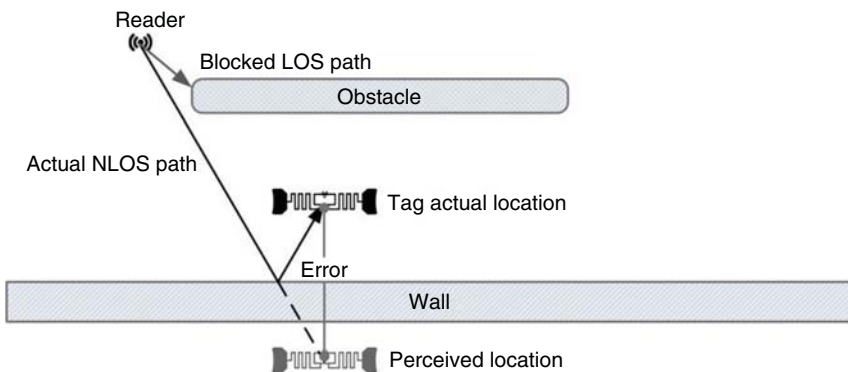 Reader
Blocked LOS path
Obstacle
Actual NLOS path
Tag actual location
Error
Wall
Perceived location